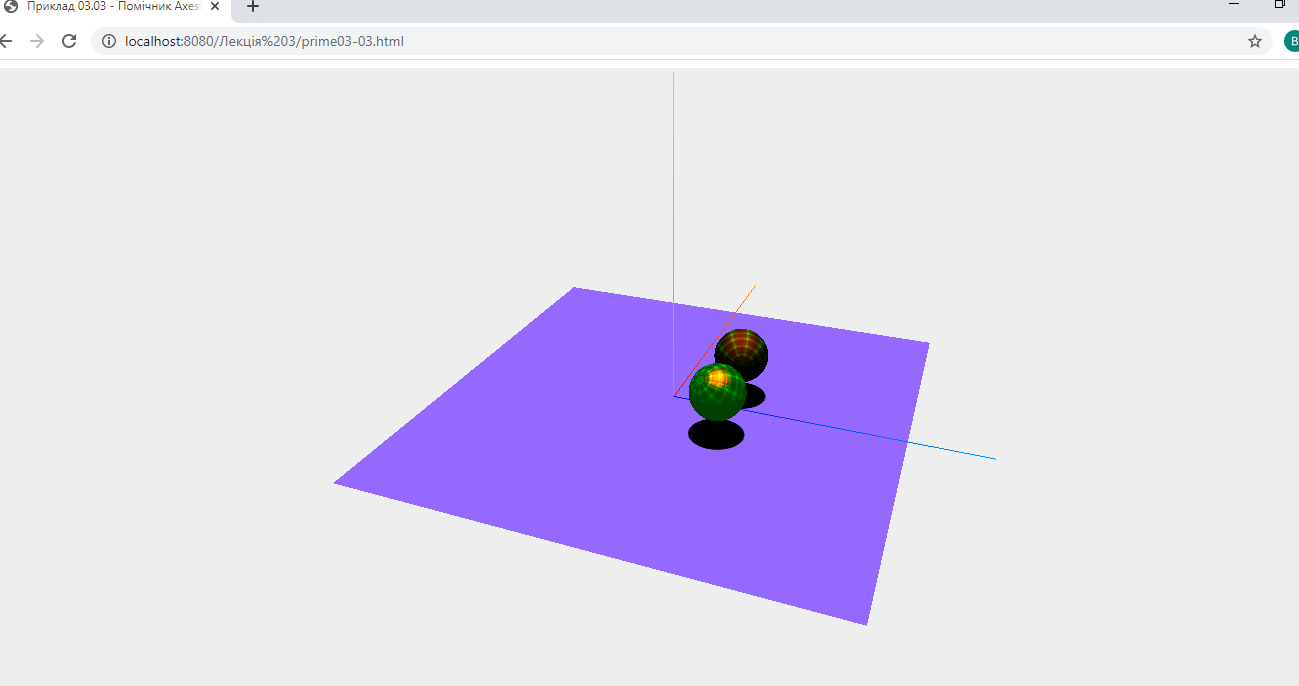 Приклад 03.03 - Помічник Axes
localhost:8080/Лекція%203/prime03-03.html
B